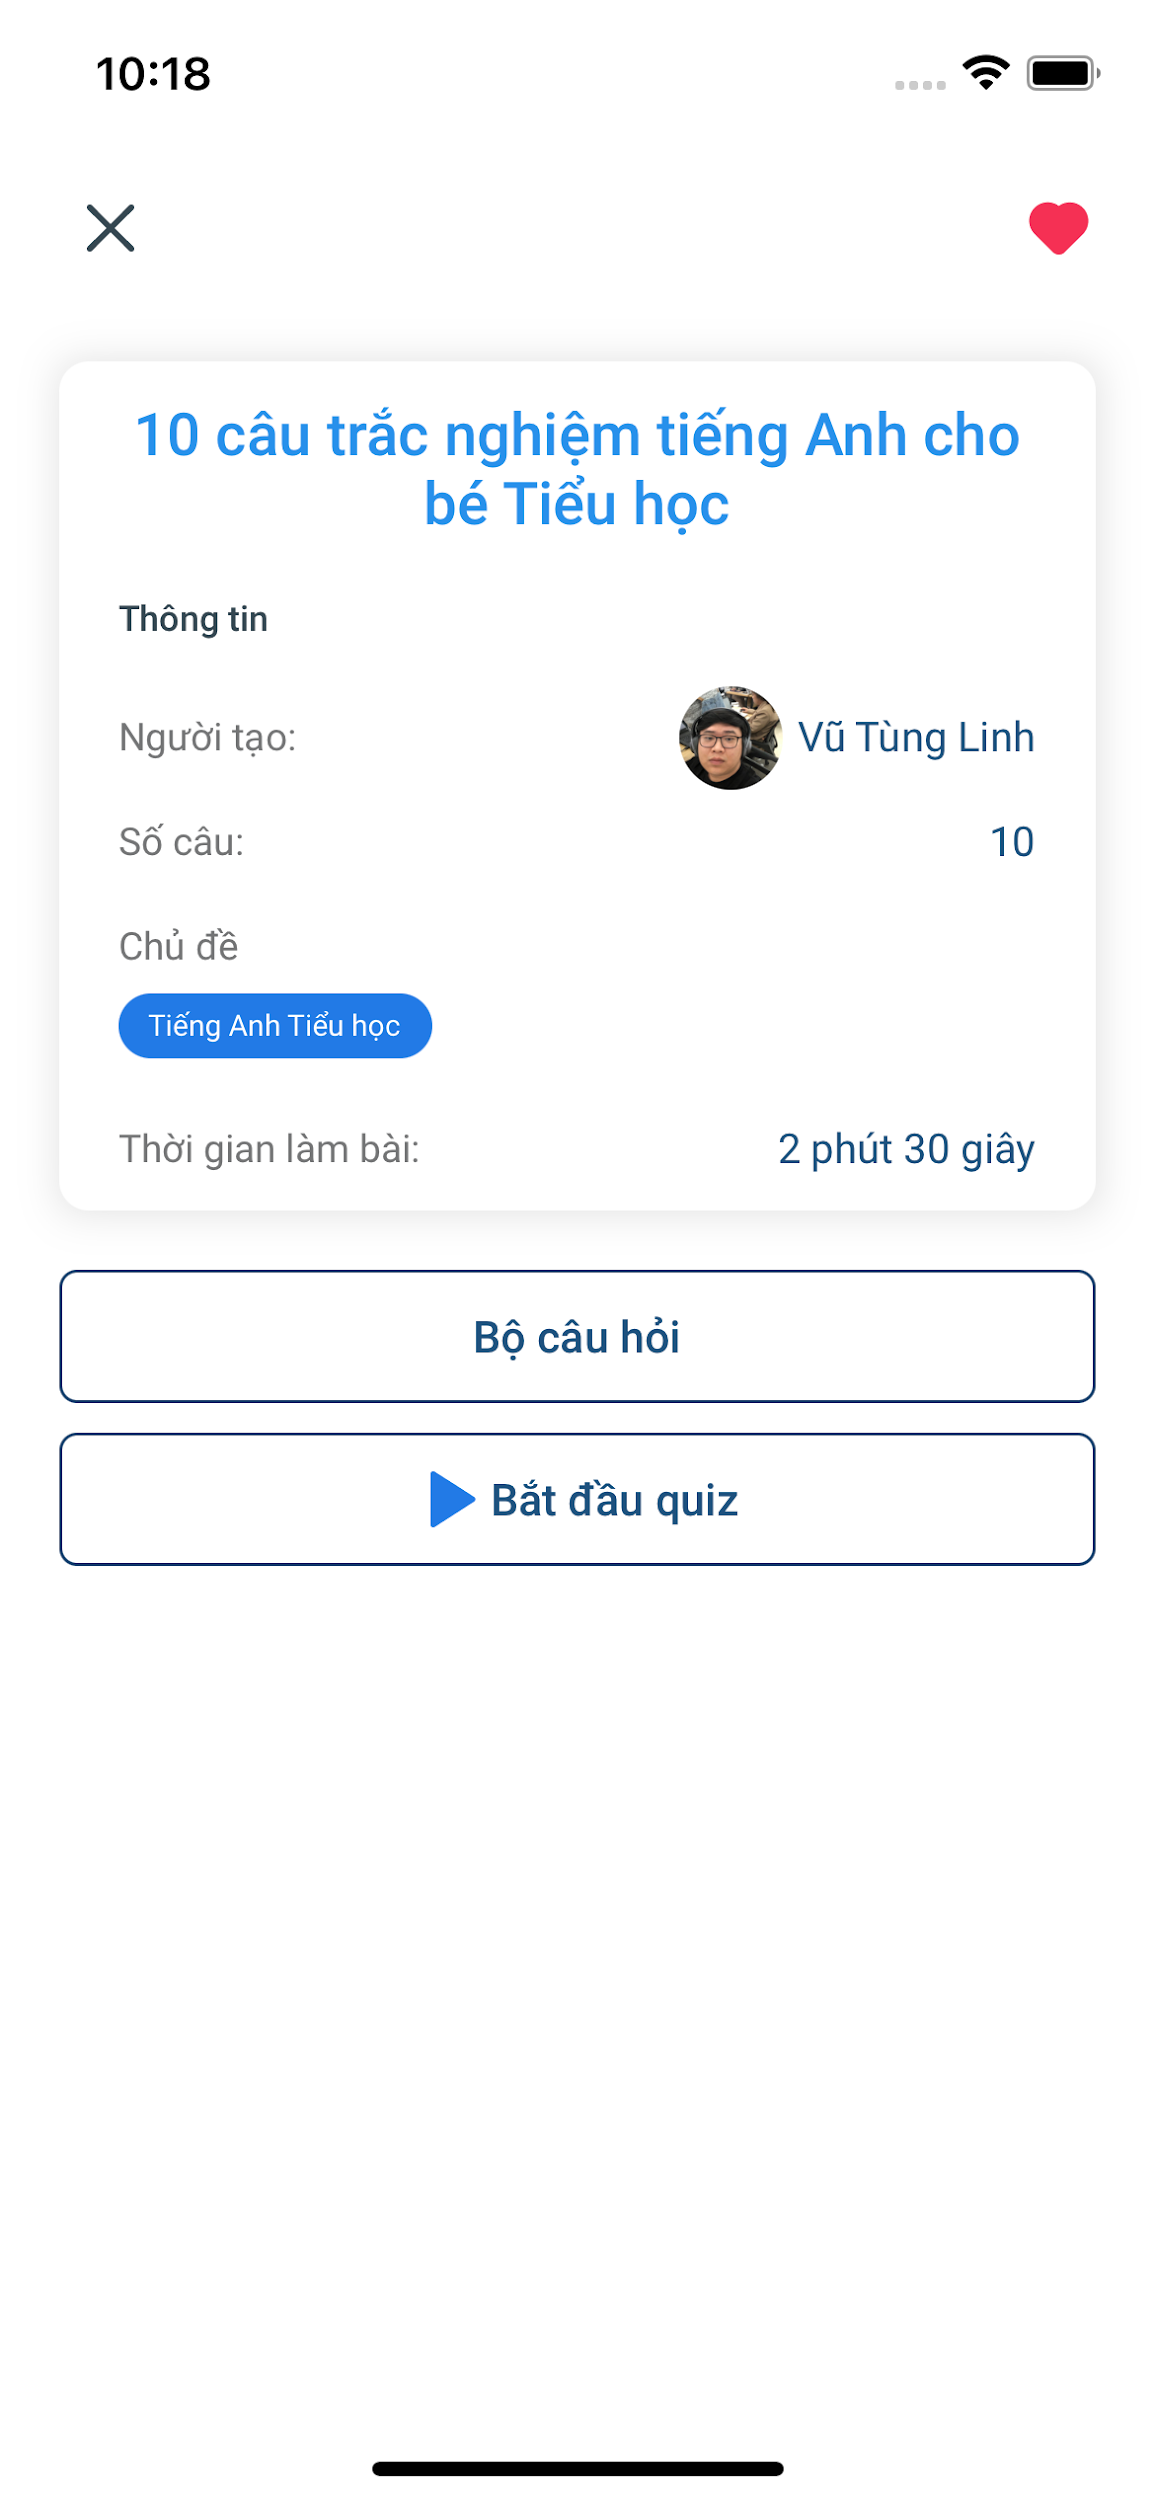 10:18
10 câu trắc nghiệm tiếng Anh cho
bé Tiểu học
Thông tin
Người tạo: Vũ Tùng Linh
Số câu: 10
Chủ đề
Tiếng Anh Tiểu học
Thời gian làm bài: 2 phút 30 giây
Bộ câu hỏi
Bắt đầu quiz